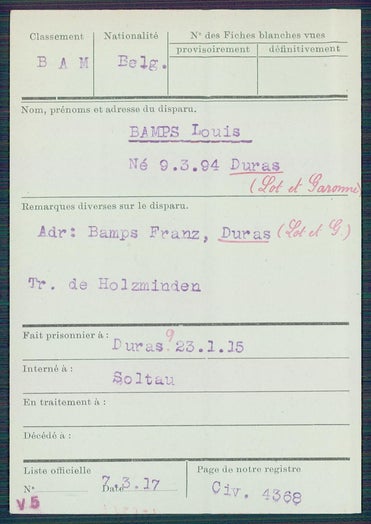 Classement Nationalité Nos des Fiches blanches vues
provisoirement définitivement
B A M Belg.
Nom, prénoms et adresse du disparu.
BAMPS Louis
Né 9.3.94 Duras
(Lot et Garonne)
Remarques diverses sur le disparu.
Adr: Bamps Franz, Duras (Lot et G.)
Tr. de Holzminden
Fait prisonnier à : Duras ? 23.1.15
Interné à : Soltau
En traitement à :
Décédé à :
Liste officielle Page de notre registre
No Date 7.3.17 Civ. 4368
V5